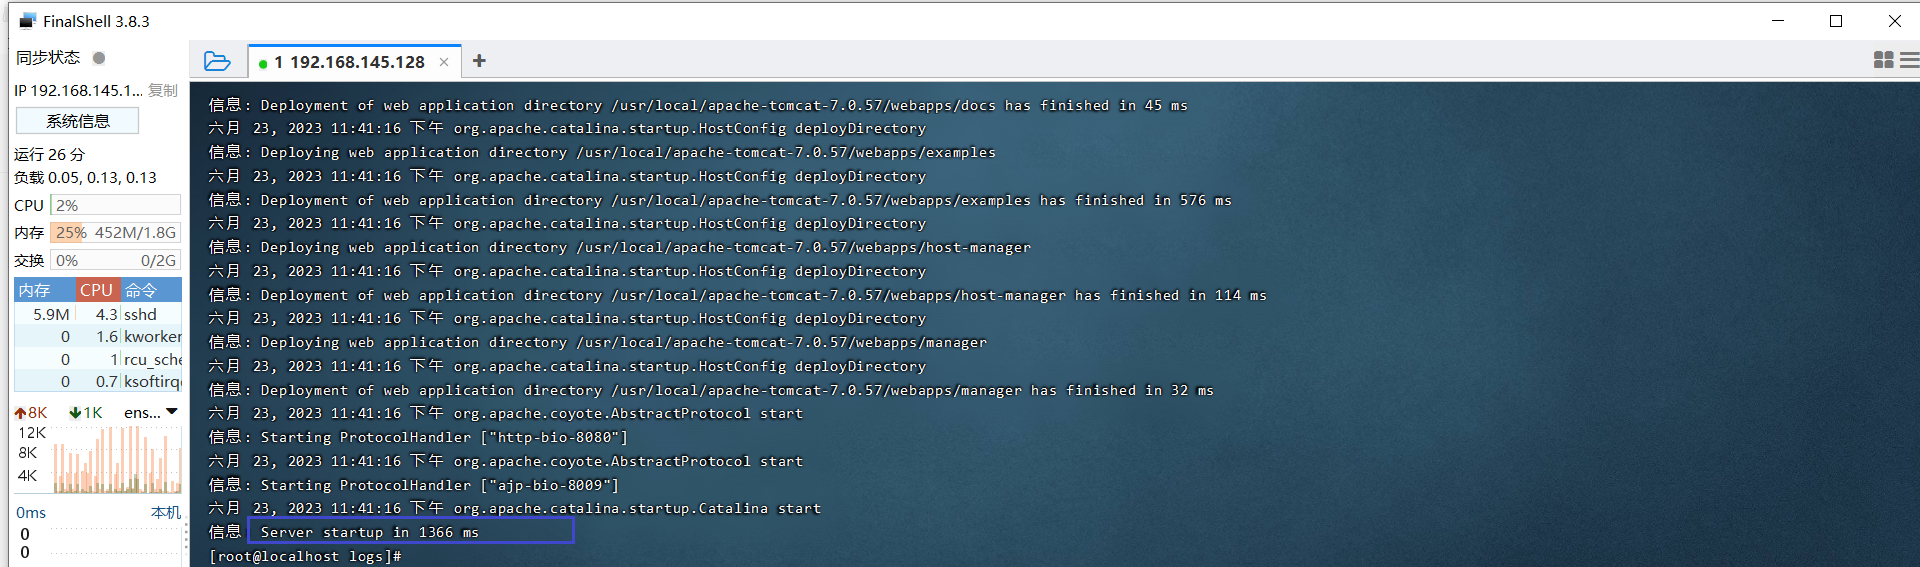 FinalShell 3.8.3
同步状态
IP 192.168.145.1... 复制
系统信息
运行 26 分
负载 0.05, 0.13, 0.13
CPU 2%
内存 25% 452M/1.8G
交换 0% 0/2G
内存 CPU 命令
5.9M 4.3 sshd
0 1.6 kworker
0 1 rcu_sche
0 0.7 ksoftirq
8K 1K ens...
12K
8K
4K
0ms 本机
0
0
1 192.168.145.128
信息: Deployment of web application directory /usr/local/apache-tomcat-7.0.57/webapps/docs has finished in 45 ms
六月 23, 2023 11:41:16 下午 org.apache.catalina.startup.HostConfig deployDirectory
信息: Deploying web application directory /usr/local/apache-tomcat-7.0.57/webapps/examples
六月 23, 2023 11:41:16 下午 org.apache.catalina.startup.HostConfig deployDirectory
信息: Deployment of web application directory /usr/local/apache-tomcat-7.0.57/webapps/examples has finished in 576 ms
六月 23, 2023 11:41:16 下午 org.apache.catalina.startup.HostConfig deployDirectory
信息: Deploying web application directory /usr/local/apache-tomcat-7.0.57/webapps/host-manager
六月 23, 2023 11:41:16 下午 org.apache.catalina.startup.HostConfig deployDirectory
信息: Deployment of web application directory /usr/local/apache-tomcat-7.0.57/webapps/host-manager has finished in 114 ms
六月 23, 2023 11:41:16 下午 org.apache.catalina.startup.HostConfig deployDirectory
信息: Deploying web application directory /usr/local/apache-tomcat-7.0.57/webapps/manager
六月 23, 2023 11:41:16 下午 org.apache.catalina.startup.HostConfig deployDirectory
信息: Deployment of web application directory /usr/local/apache-tomcat-7.0.57/webapps/manager has finished in 32 ms
六月 23, 2023 11:41:16 下午 org.apache.coyote.AbstractProtocol start
信息: Starting ProtocolHandler ["http-bio-8080"]
六月 23, 2023 11:41:16 下午 org.apache.coyote.AbstractProtocol start
信息: Starting ProtocolHandler ["ajp-bio-8009"]
六月 23, 2023 11:41:16 下午 org.apache.catalina.startup.Catalina start
信息: Server startup in 1366 ms
[root@localhost logs]#